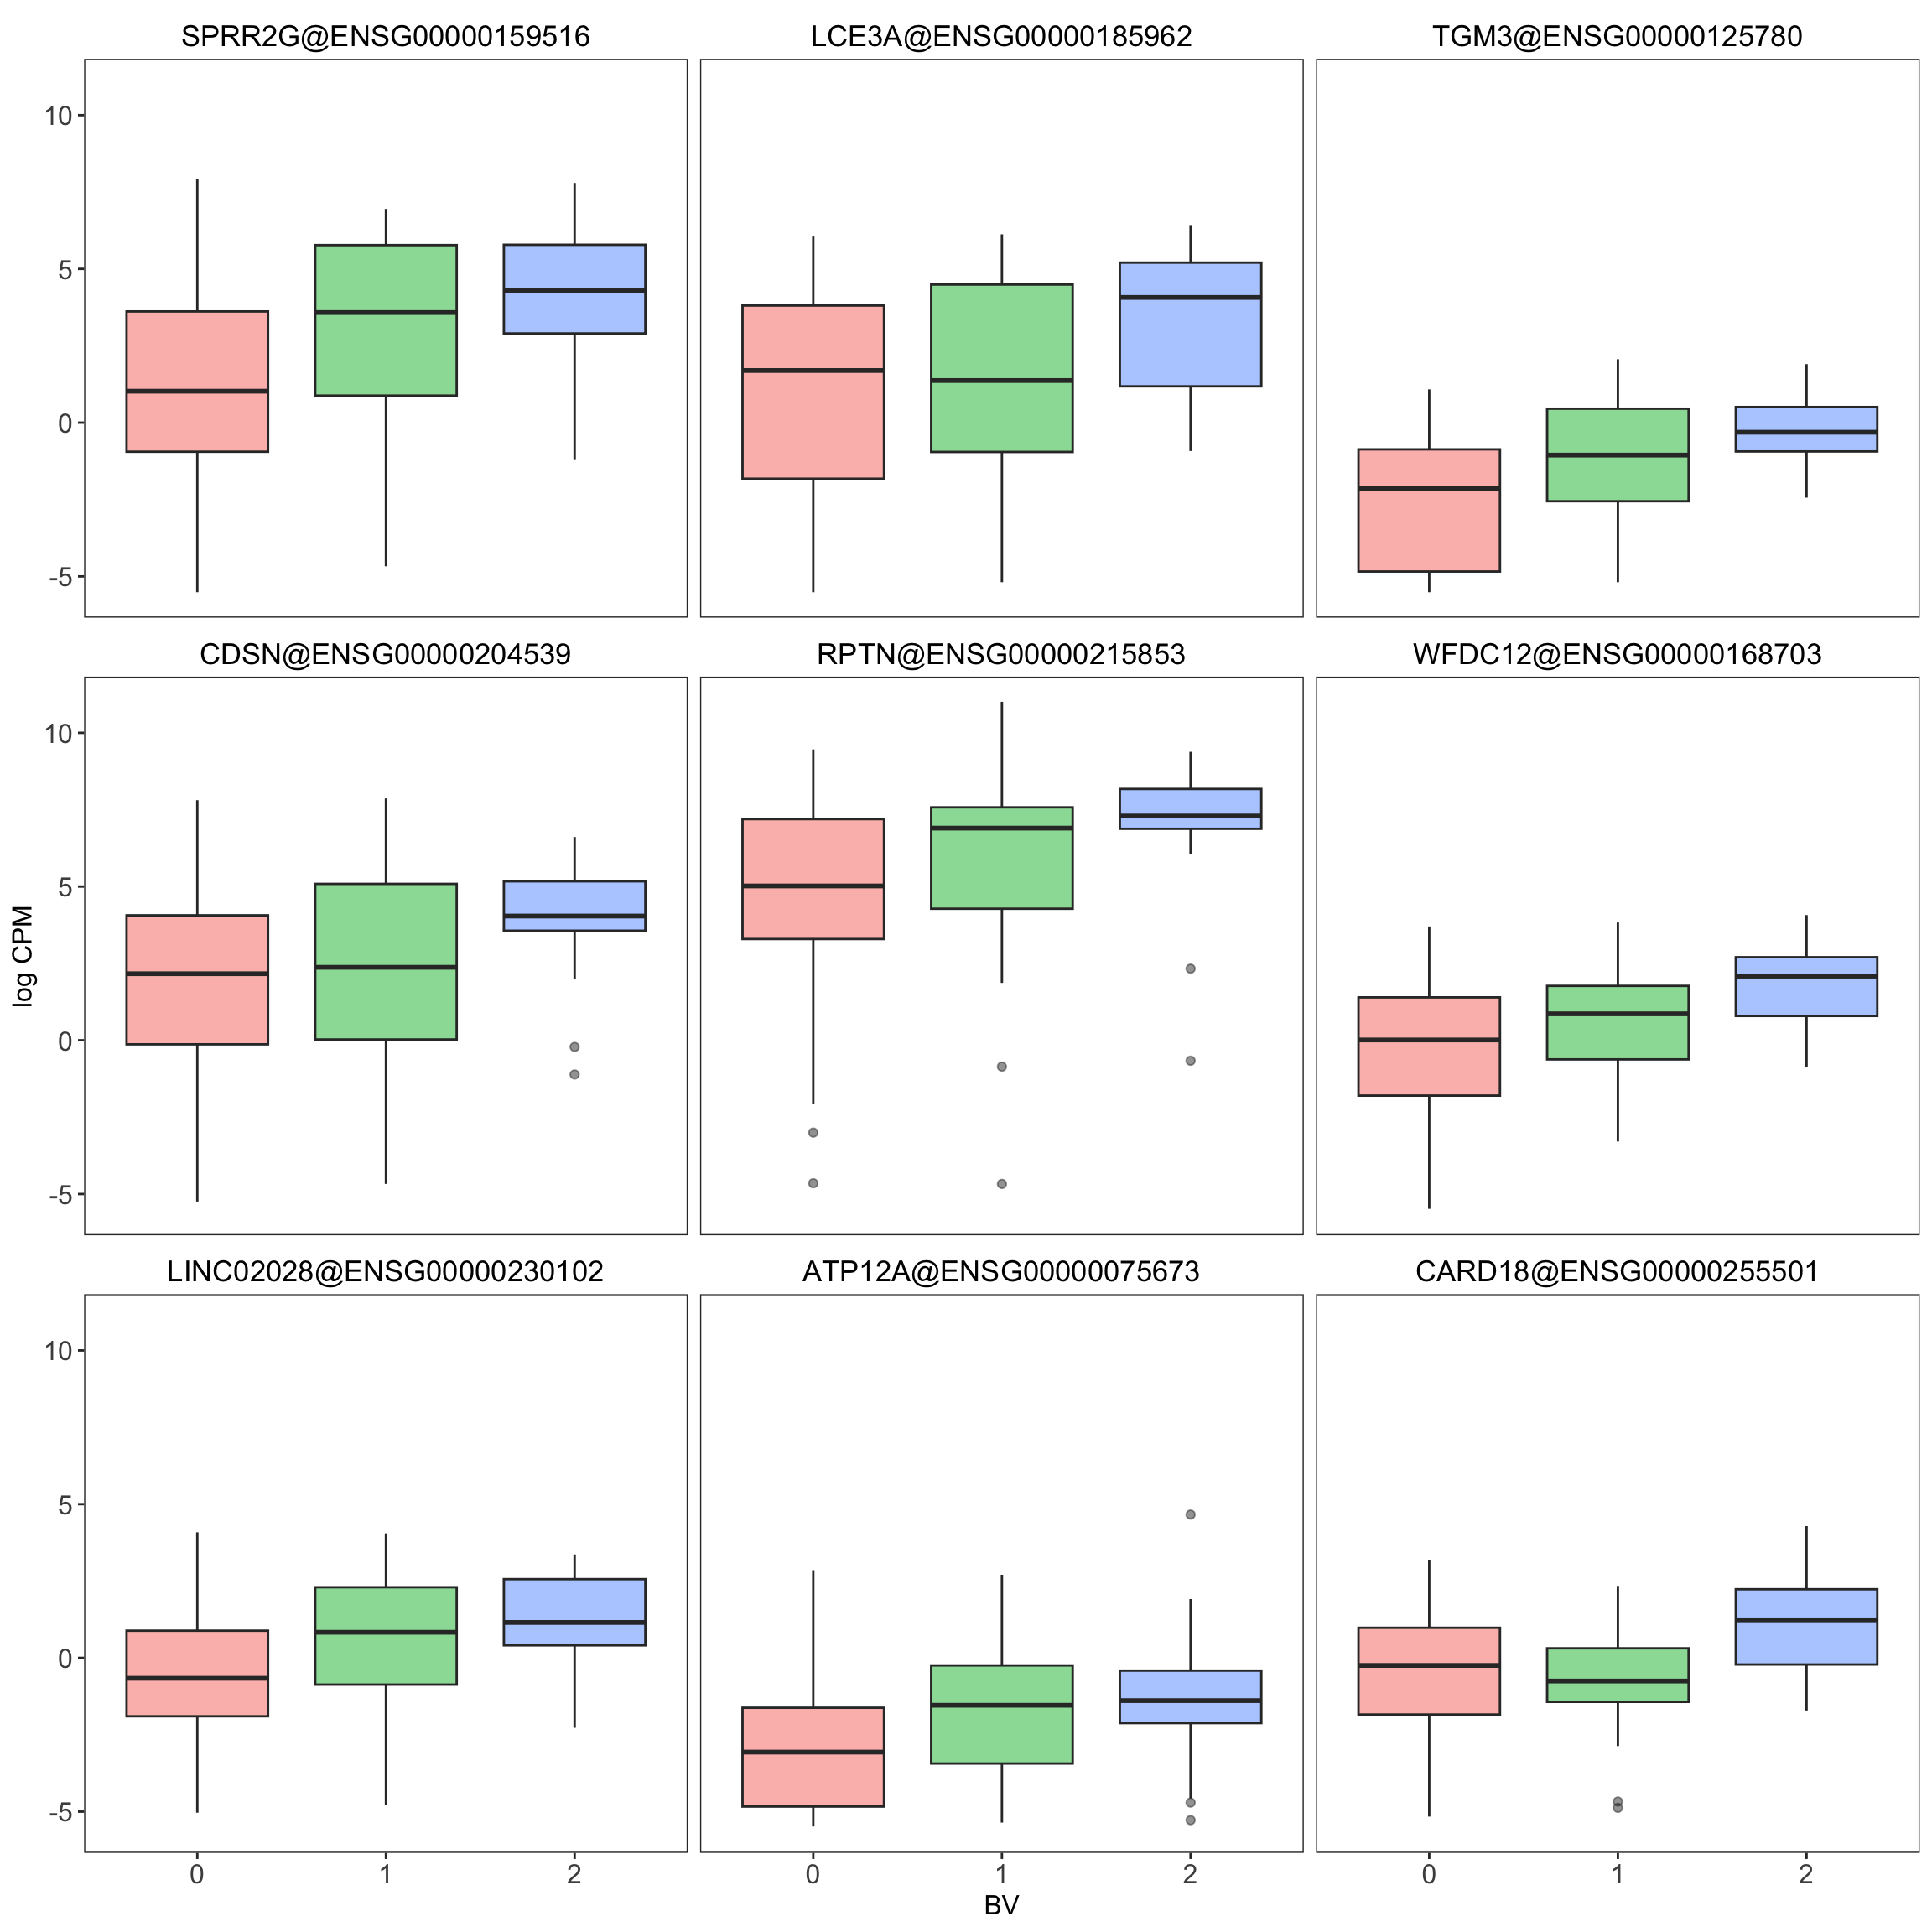 SPRR2G@ENSG00000159516
LCE3A@ENSG00000185962
TGM3@ENSG00000125780
10
5
0
-5
CDSN@ENSG00000204539
RPTN@ENSG00000215853
WFDC12@ENSG00000168703
10
5
0
-5
log CPM
LINC02028@ENSG00000230102
ATP12A@ENSG00000075673
CARD18@ENSG00000255501
10
5
0
-5
0 1 2
0 1 2
0 1 2
BV